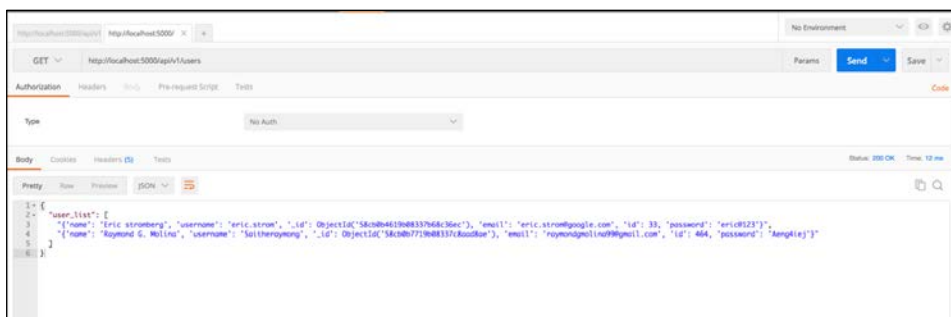 http://localhost:5000/api/v1 http://localhost:5000/ X +
No Environment
GET http://localhost:5000/api/v1/users Params Send Save
Authorization Headers Body Pre-request Script Tests Code
Type No Auth
Body Cookies Headers (5) Tests Status: 200 OK Time: 12 ms
Pretty Raw Preview JSON
1 {
2 "user_list": [
3 "{'name': 'Eric stromberg', 'username': 'eric.strom', '_id': ObjectId('58cb0b4619b08337b68c36ec'), 'email': 'eric.strom@google.com', 'id': 33, 'password': 'eric@123'}",
4 "{'name': 'Raymond G. Molina', 'username': 'Saitheraymong', '_id': 'email': 'raymondgmolina99@gmail.com', 'id': 464, 'password': 'Aeng4iej'}"
5 ]
6 }